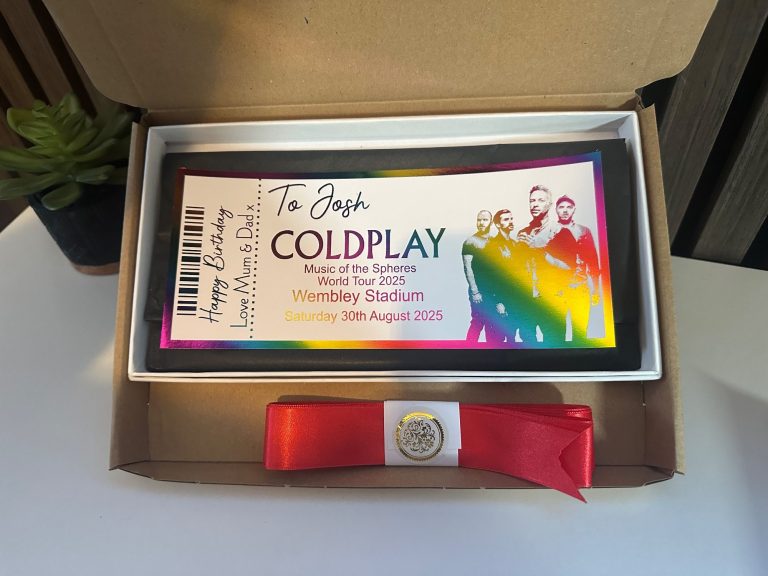 Happy Birthday
Love Mum & Dad x
To Josh
COLDPLAY
Music of the Spheres
World Tour 2025
Wembley Stadium
Saturday 30th August 2025